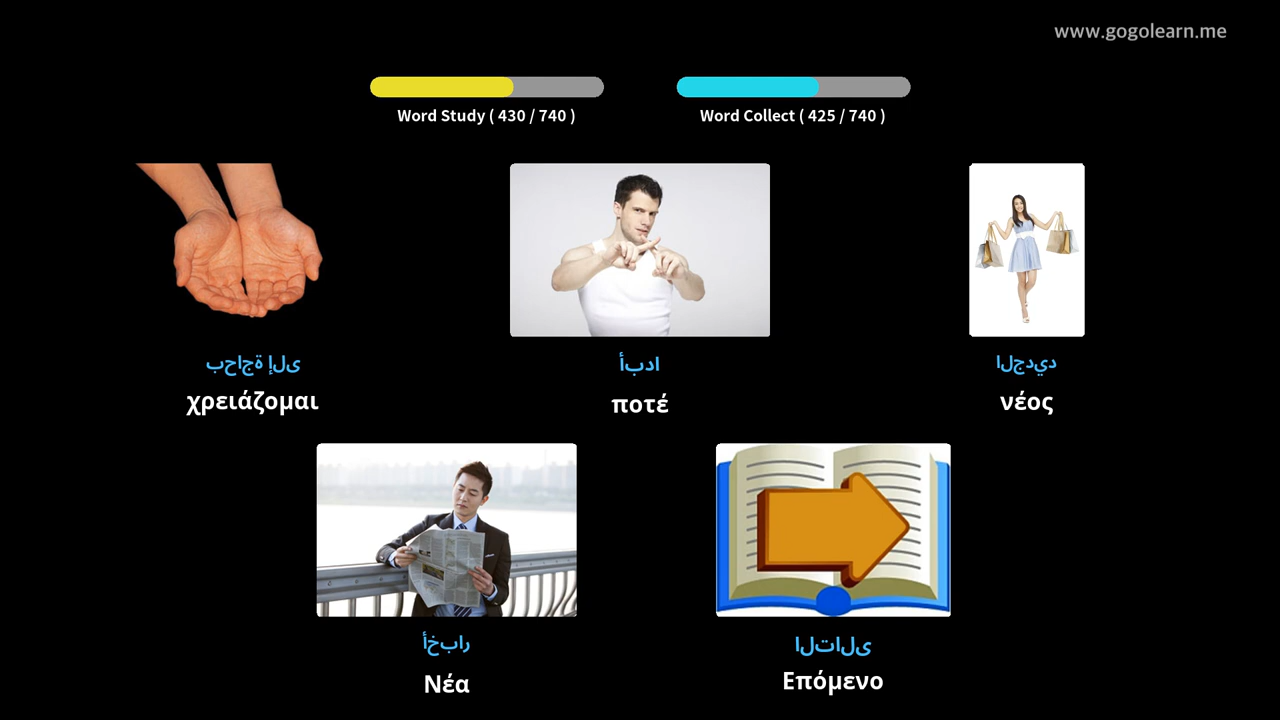 www.gogolearn.me
Word Study ( 430 / 740 )
Word Collect ( 425 / 740 )
بحاجة إلى
χρειάζομαι
أبدا
ποτέ
الجديد
νέος
أخبار
Νέα
التالى
Επόμενο